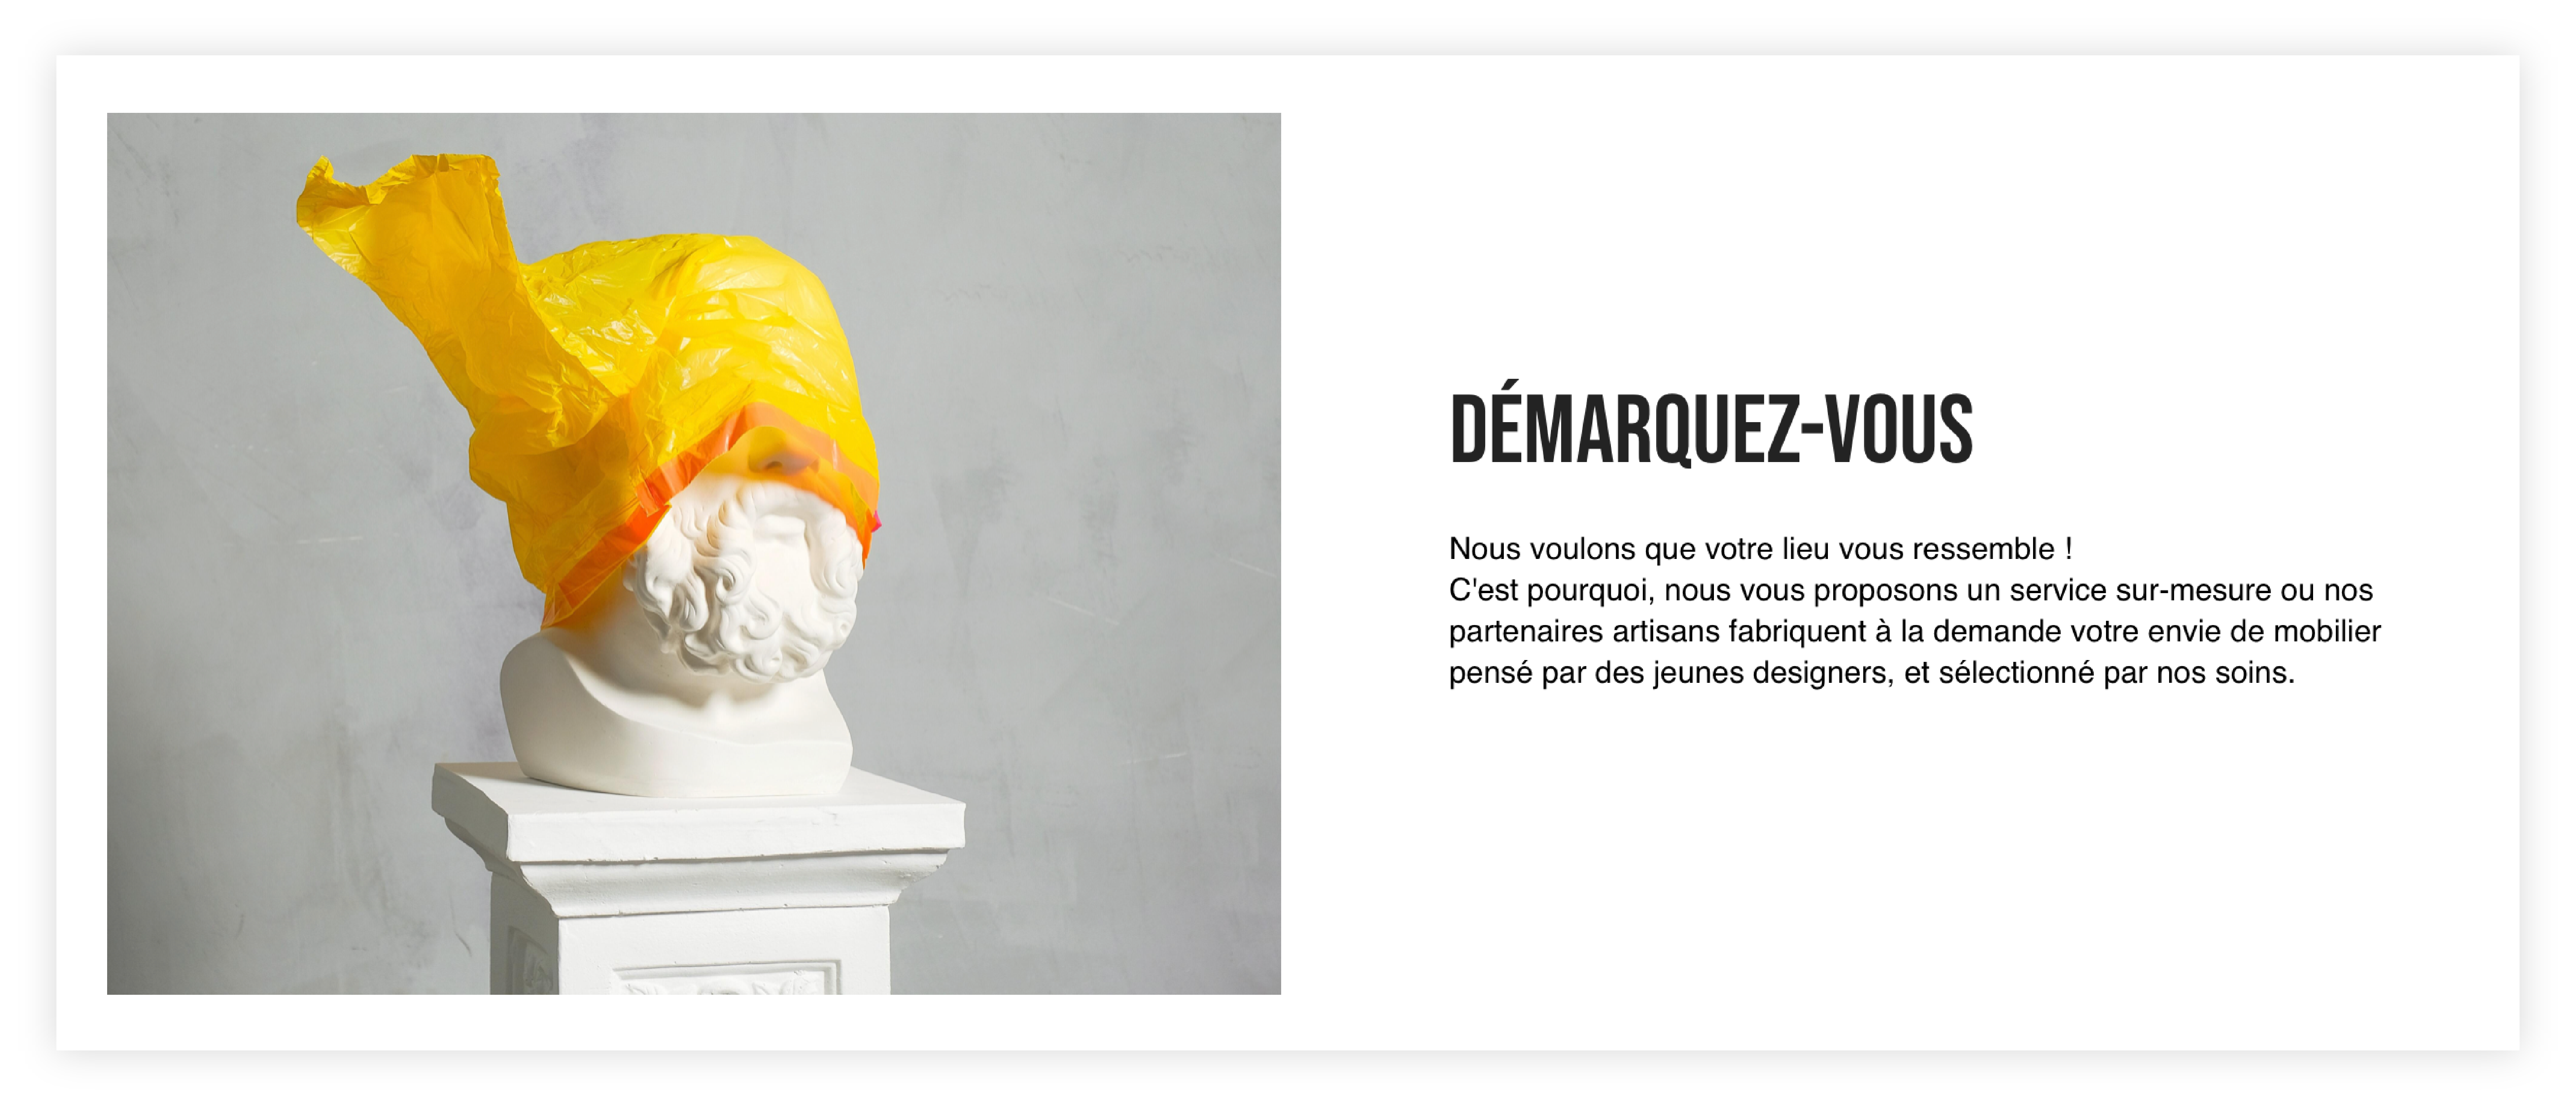 DÉMARQUEZ-VOUS
Nous voulons que votre lieu vous ressemble !
C'est pourquoi, nous vous proposons un service sur-mesure ou nos
partenaires artisans fabriquent à la demande votre envie de mobilier
pensé par des jeunes designers, et sélectionné par nos soins.